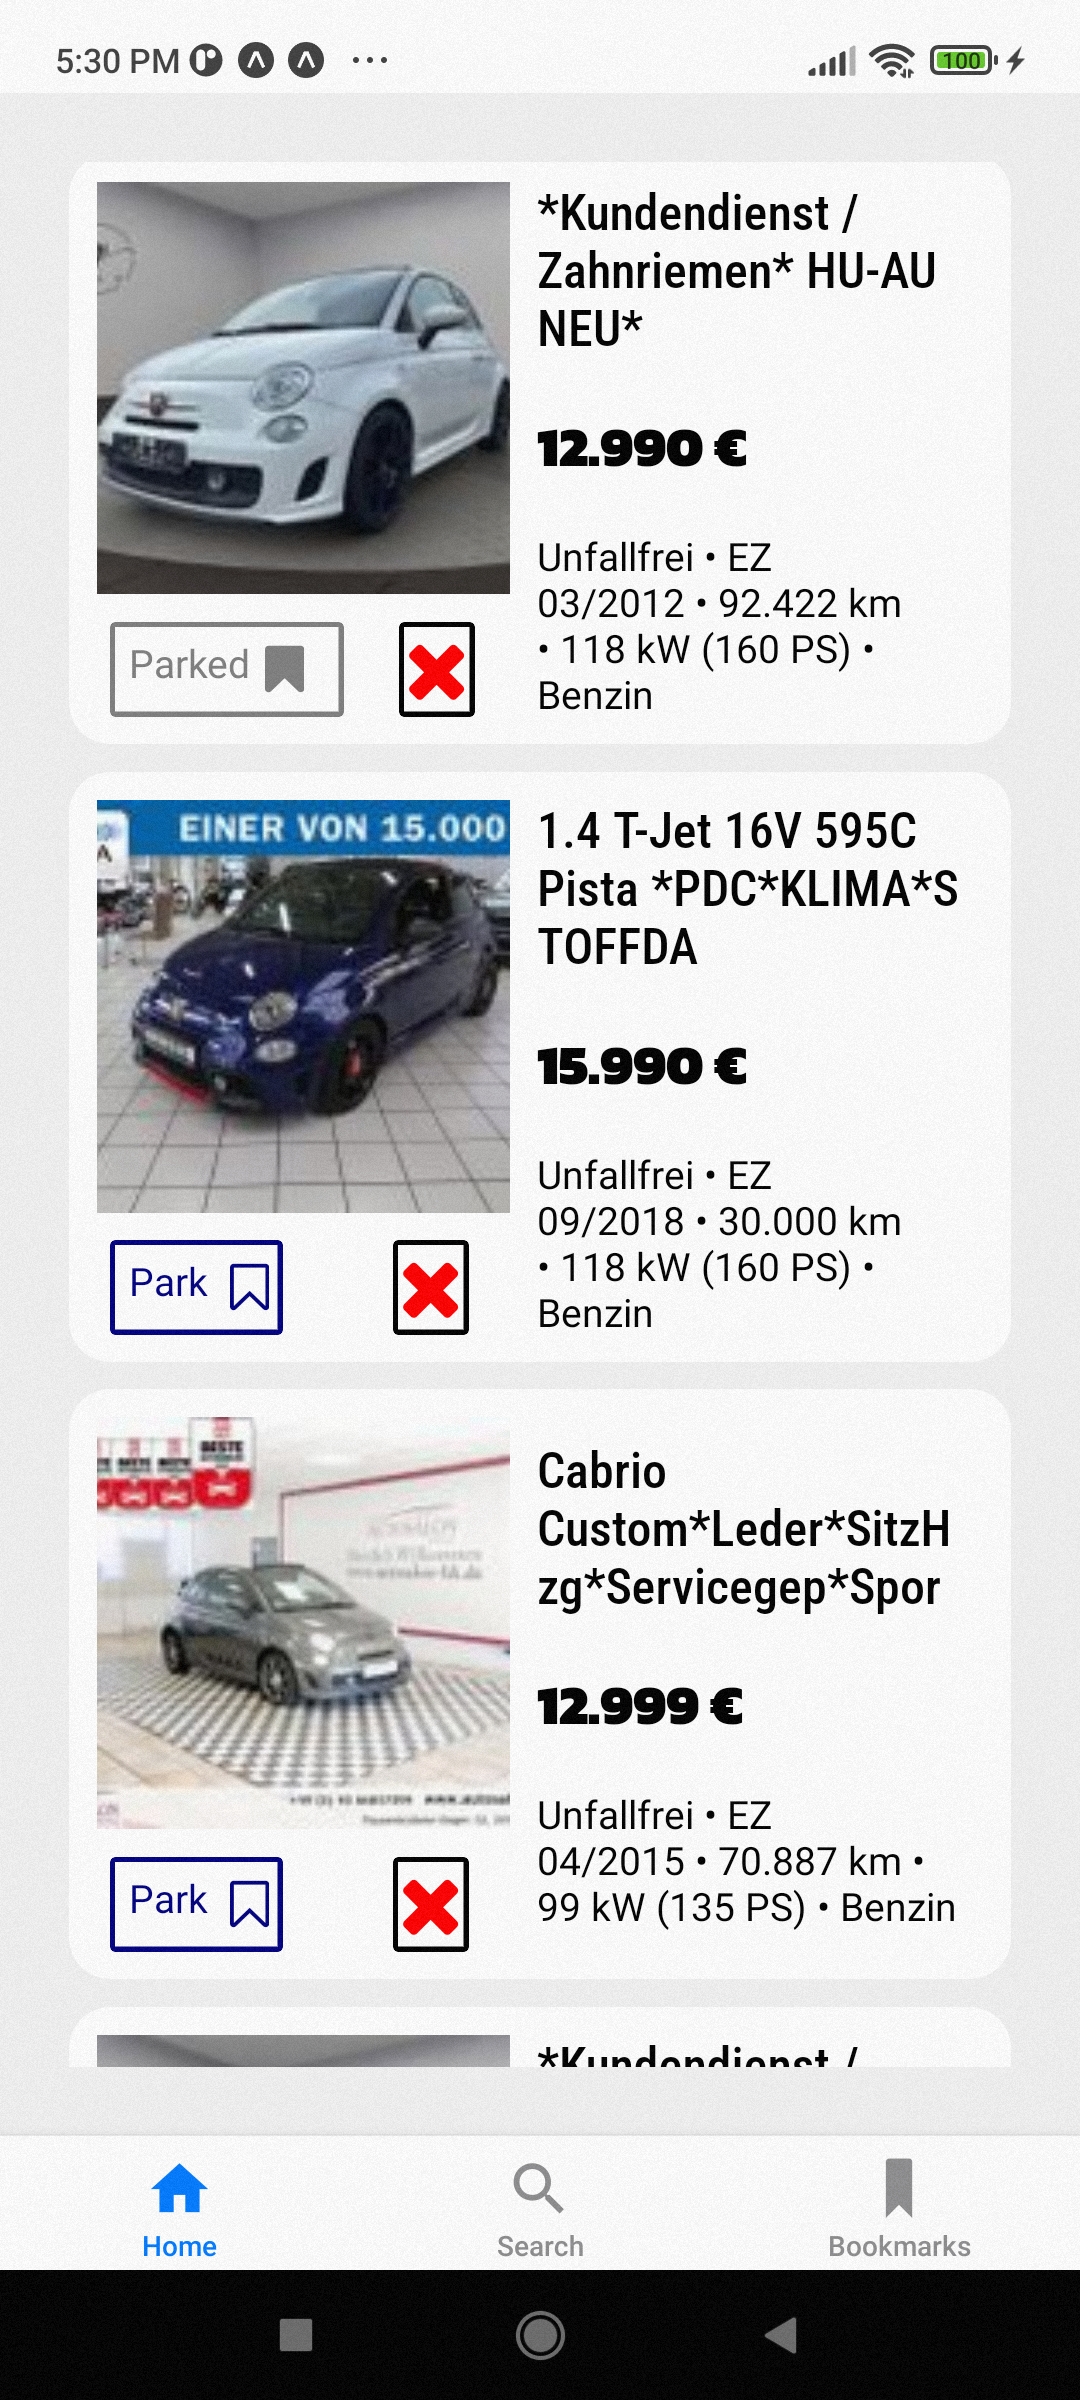 5:30 PM
100
*Kundendienst /
Zahnriemen* HU-AU
NEU*
12.990 €
Unfallfrei • EZ
03/2012 • 92.422 km
• 118 kW (160 PS) •
Benzin
Parked
EINER VON 15.000
A
1.4 T-Jet 16V 595C
Pista *PDC*KLIMA*S
TOFFDA
15.990 €
Unfallfrei • EZ
09/2018 • 30.000 km
• 118 kW (160 PS) •
Benzin
Park
BESTE
Cabrio
Custom*Leder*SitzH
zg*Servicegep*Spor
12.999 €
Unfallfrei • EZ
04/2015 • 70.887 km •
99 kW (135 PS) • Benzin
Park
*Kundendienst /
Home
Search
Bookmarks